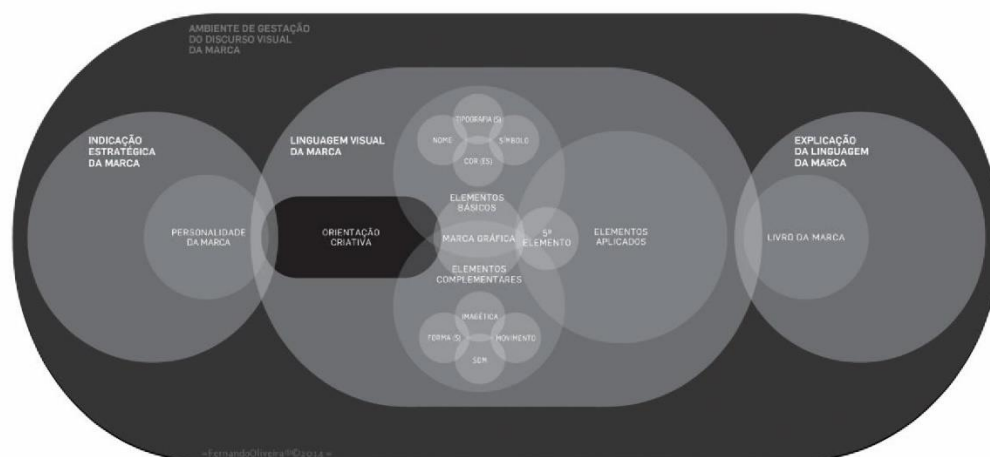 AMBIENTE DE GESTAÇÃO
DO DISCURSO VISUAL
DA MARCA
INDICAÇÃO
ESTRATÉGICA
DA MARCA
PERSONALIDADE
DA MARCA
LINGUAGEM VISUAL
DA MARCA
ORIENTAÇÃO
CRIATIVA
TIPOGRAFIA (S)
NOME
SÍMBOLO
COR (ES)
ELEMENTOS
BÁSICOS
MARCA GRÁFICA
5º
ELEMENTO
ELEMENTOS
APLICADOS
ELEMENTOS
COMPLEMENTARES
IMAGÉTICA
FORMA (S)
MOVIMENTO
SOM
EXPLICAÇÃO
DA LINGUAGEM
DA MARCA
LIVRO DA MARCA
=FernandoOliveira®©2014=